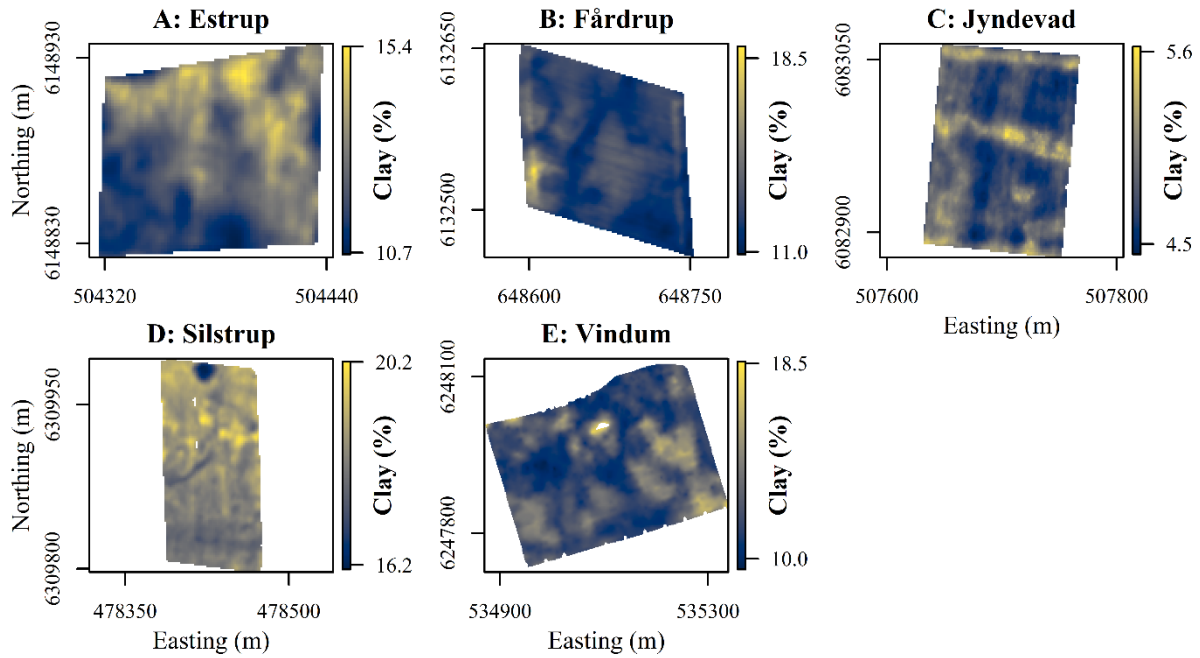 A: Estrup
Northing (m)
6148930
6148830
504320
504440
15.4
10.7
Clay (%)
B: Fårdrup
6132650
6132500
648600
648750
18.5
11.0
Clay (%)
C: Jyndevad
6083050
6082900
507600
507800
Easting (m)
5.6
4.5
Clay (%)
D: Silstrup
Northing (m)
6309950
6309800
478350
478500
Easting (m)
20.2
16.2
Clay (%)
E: Vindum
6248100
6247800
534900
535300
Easting (m)
18.5
10.0
Clay (%)